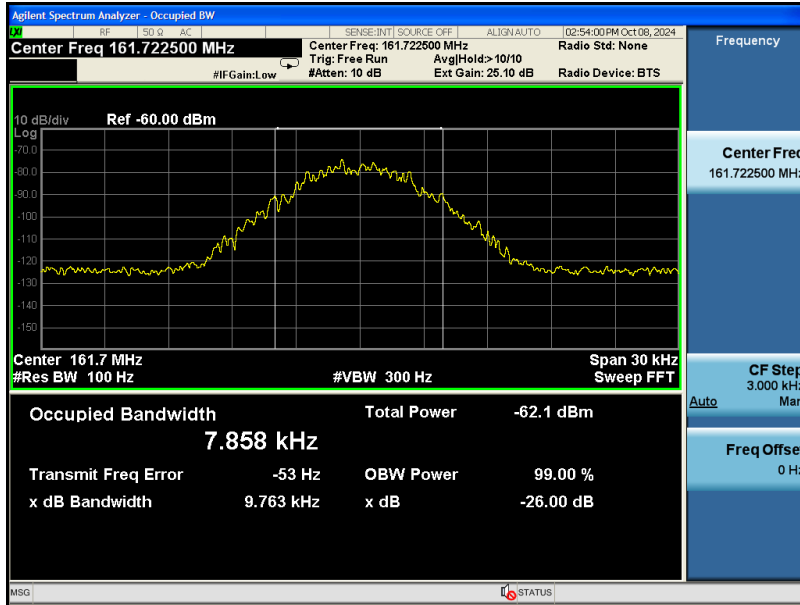 Agilent Spectrum Analyzer - Occupied BW
LXI RF 50 Ω AC SENSE:INT SOURCE OFF ALIGN AUTO 02:54:00 PM Oct 08, 2024
Center Freq 161.722500 MHz
Center Freq: 161.722500 MHz Radio Std: None
Trig: Free Run Avg|Hold:> 10/10
#IFGain:Low #Atten: 10 dB Ext Gain: 25.10 dB Radio Device: BTS
10 dB/div Ref -60.00 dBm
Log
-70.0
-80.0
-90.0
-100
-110
-120
-130
-140
-150
Center 161.7 MHz Span 30 kHz
#Res BW 100 Hz #VBW 300 Hz Sweep FFT
Occupied Bandwidth Total Power -62.1 dBm
7.858 kHz
Transmit Freq Error -53 Hz OBW Power 99.00 %
x dB Bandwidth 9.763 kHz x dB -26.00 dB
MSG STATUS
Frequency
Center Freq
161.722500 MHz
CF Step
3.000 kHz
Auto Man
Freq Offset
0 Hz